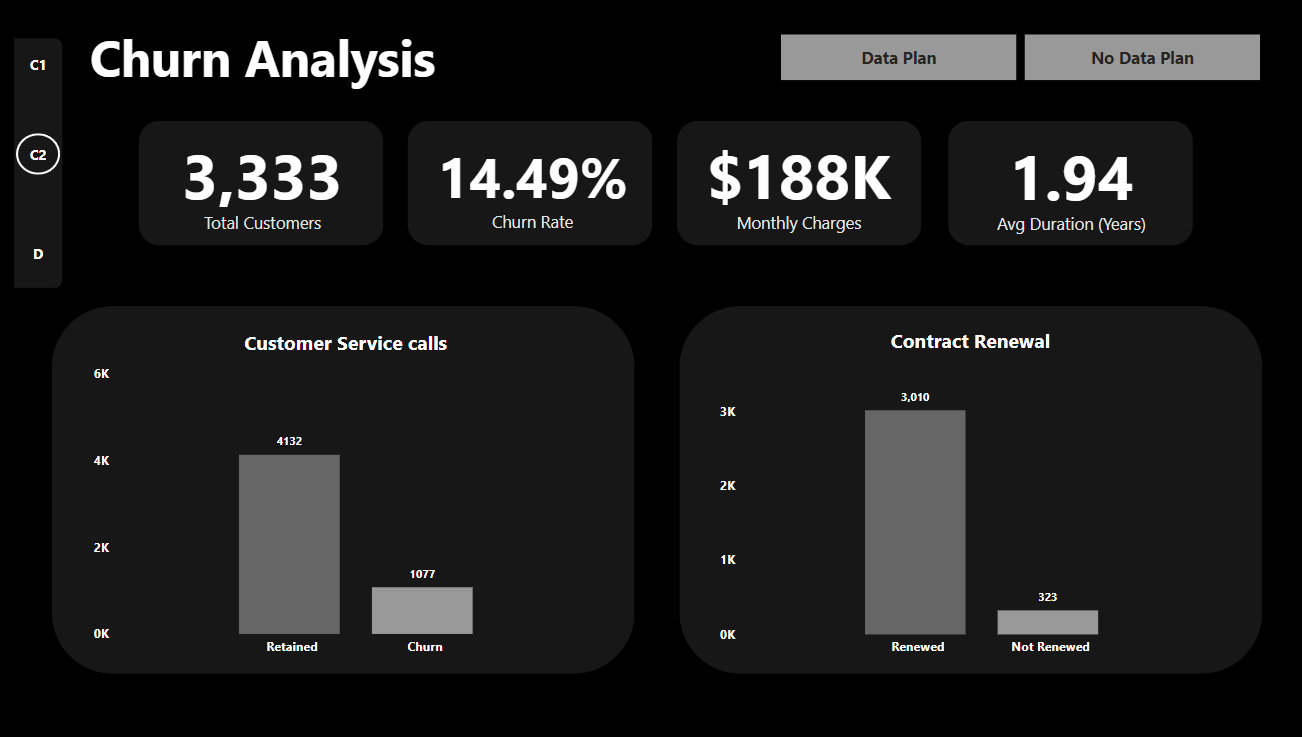 C1
C2
D
Churn Analysis
Data Plan
No Data Plan
3,333
Total Customers
14.49%
Churn Rate
$188K
Monthly Charges
1.94
Avg Duration (Years)
Customer Service calls
6K
4K
2K
0K
4132
1077
Retained
Churn
Contract Renewal
3K
2K
1K
0K
3,010
323
Renewed
Not Renewed